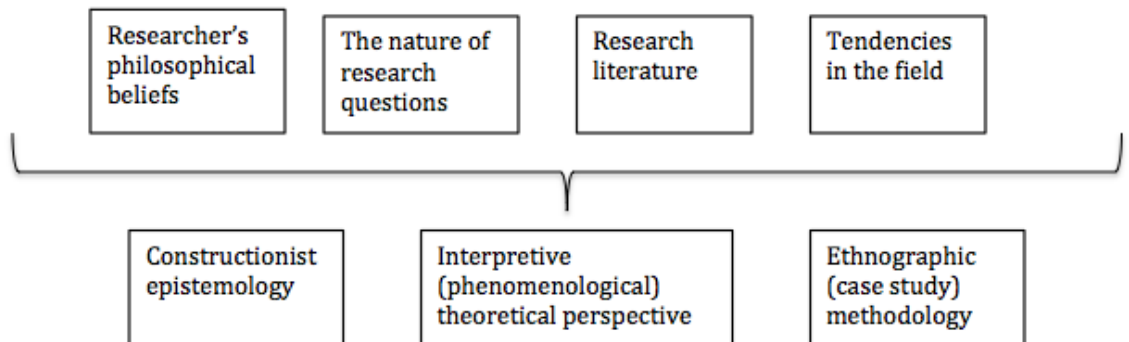 Researcher's
philosophical
beliefs
The nature of
research
questions
Research
literature
Tendencies
in the field
Constructionist
epistemology
Interpretive
(phenomenological)
theoretical perspective
Ethnographic
(case study)
methodology